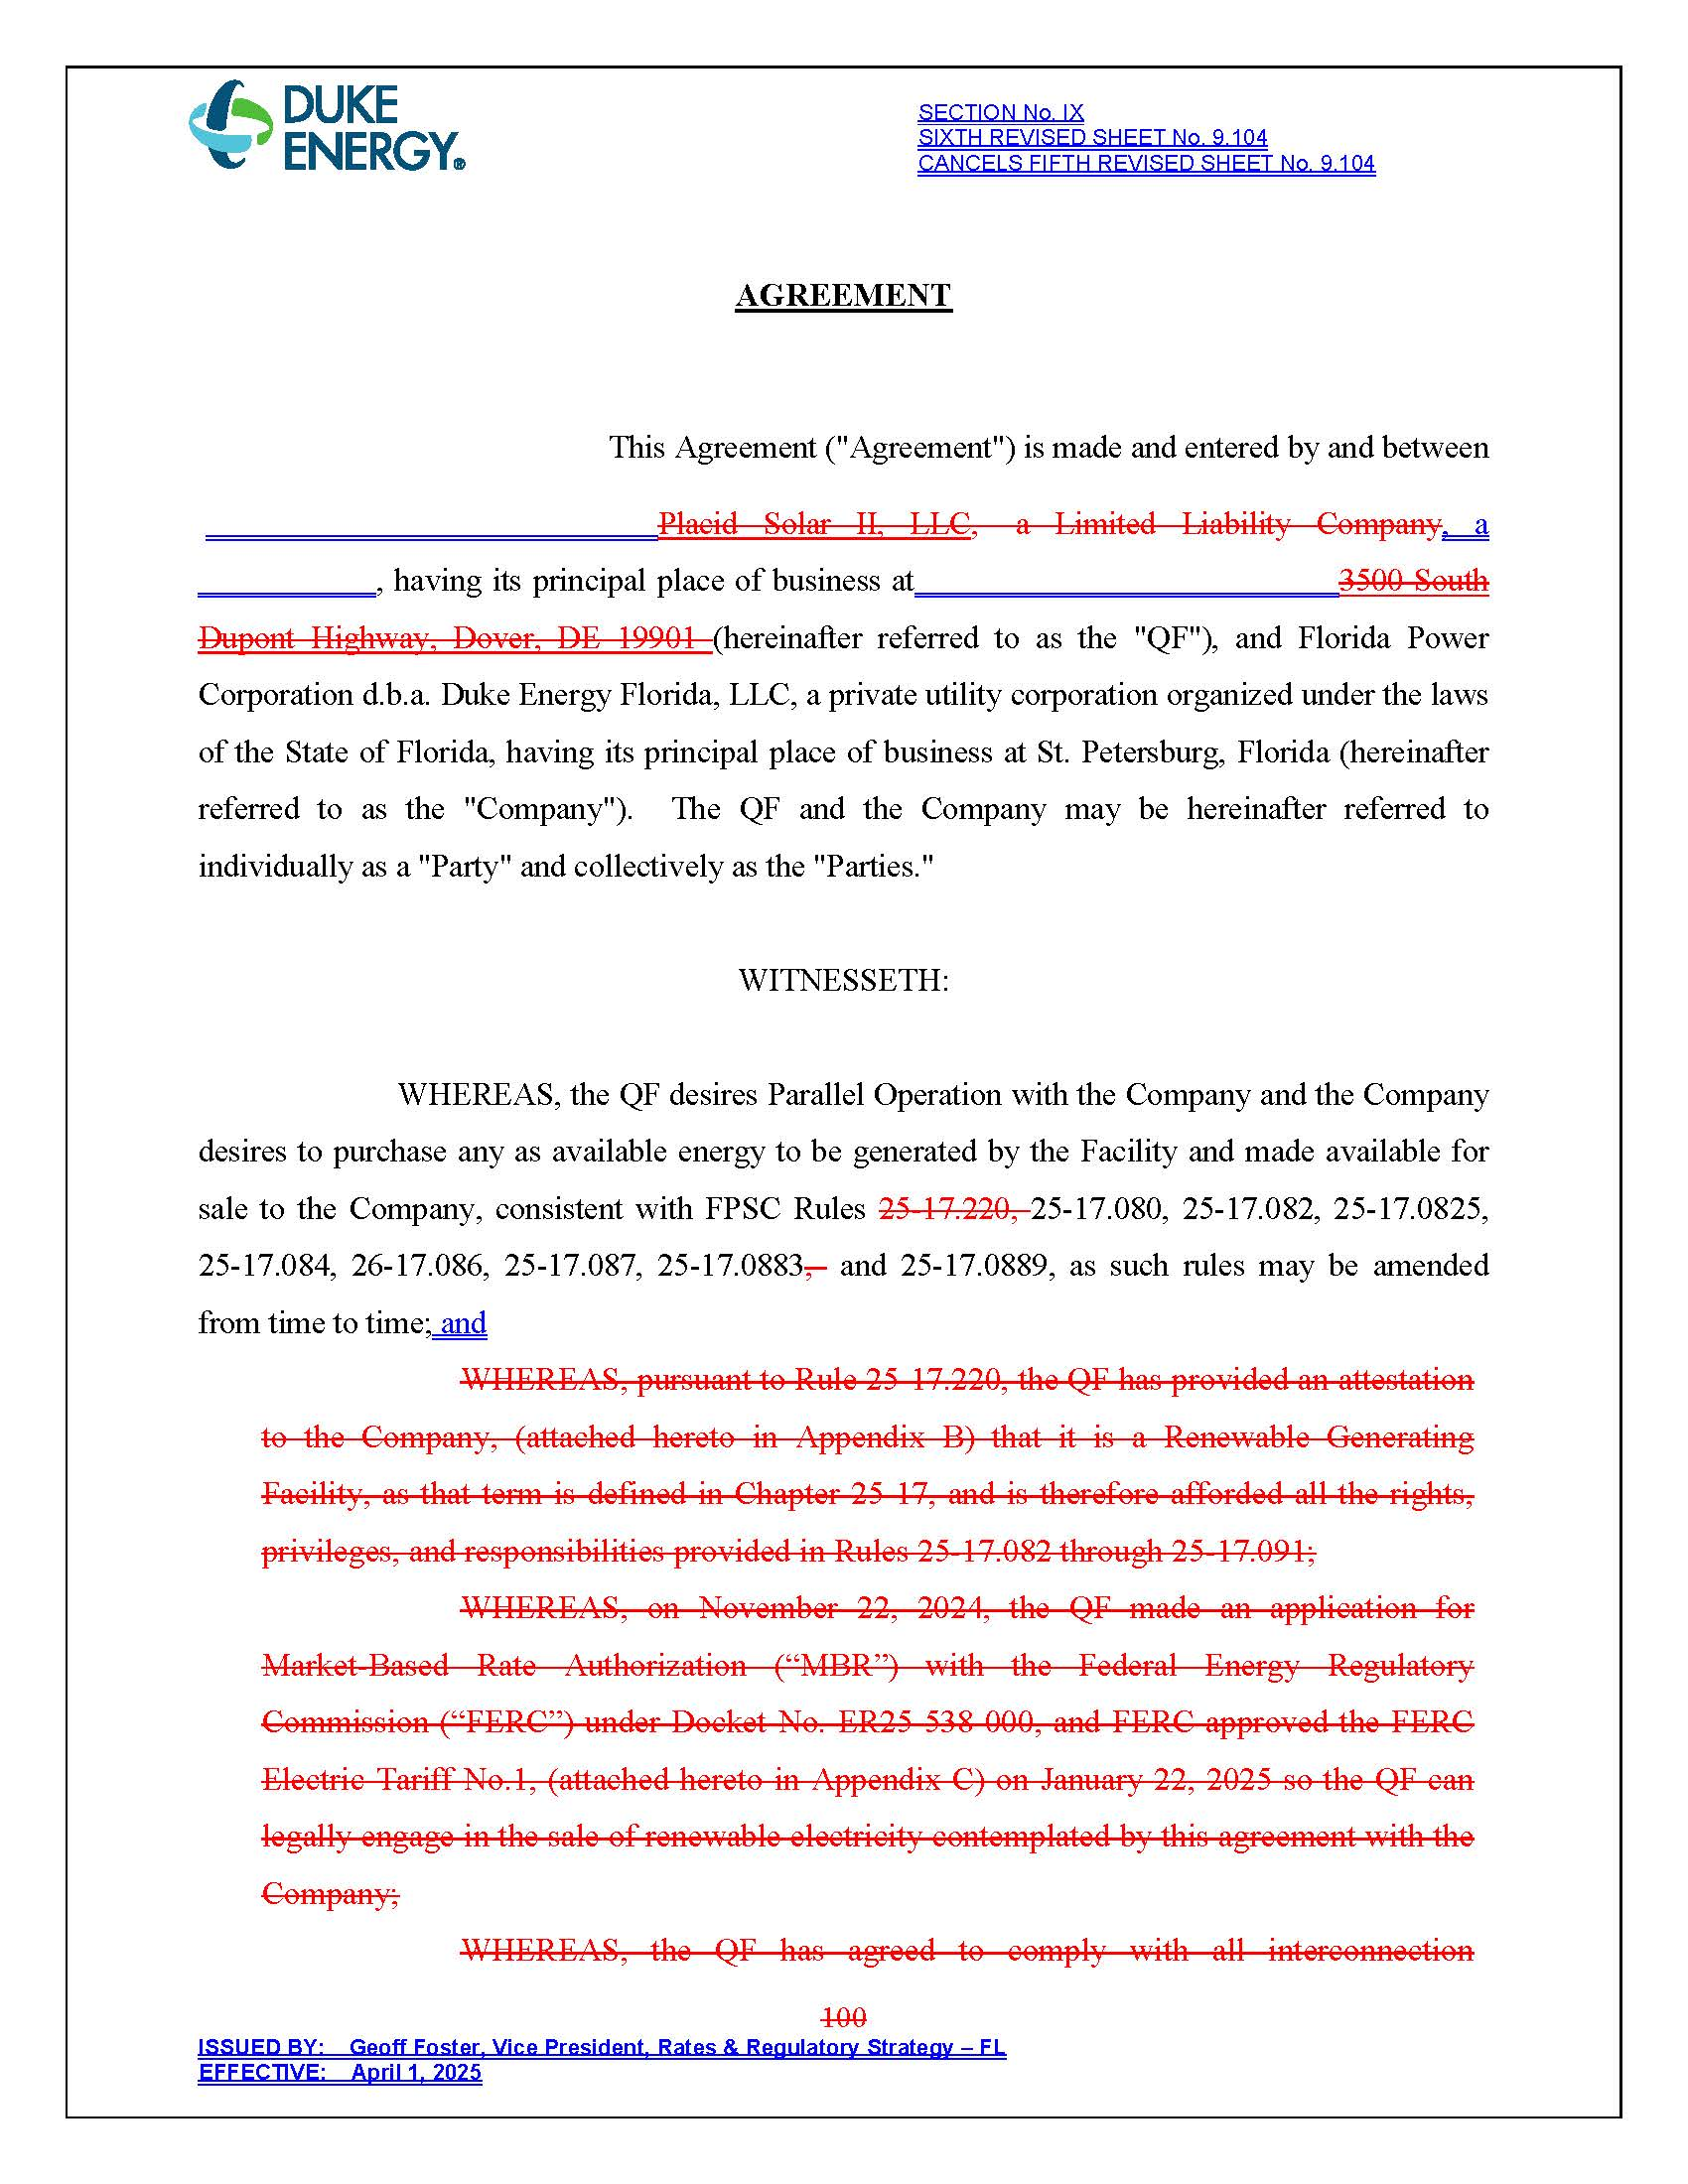 DUKE
ENERGY®
SECTION No. IX
SIXTH REVISED SHEET No. 9.104
CANCELS FIFTH REVISED SHEET No. 9.104
AGREEMENT
This Agreement ("Agreement") is made and entered by and between
____________________________Placid Solar II, LLC, a Limited Liability Company, a
___________, having its principal place of business at__________________________3500 South
Dupont Highway, Dover, DE 19901 (hereinafter referred to as the "QF"), and Florida Power
Corporation d.b.a. Duke Energy Florida, LLC, a private utility corporation organized under the laws
of the State of Florida, having its principal place of business at St. Petersburg, Florida (hereinafter
referred to as the "Company"). The QF and the Company may be hereinafter referred to
individually as a "Party" and collectively as the "Parties."
WITNESSETH:
WHEREAS, the QF desires Parallel Operation with the Company and the Company
desires to purchase any as available energy to be generated by the Facility and made available for
sale to the Company, consistent with FPSC Rules 25-17.220, 25-17.080, 25-17.082, 25-17.0825,
25-17.084, 26-17.086, 25-17.087, 25-17.0883, and 25-17.0889, as such rules may be amended
from time to time; and
WHEREAS, pursuant to Rule 25-17.220, the QF has provided an attestation
to the Company, (attached hereto in Appendix B) that it is a Renewable Generating
Facility, as that term is defined in Chapter 25-17, and is therefore afforded all the rights,
privileges, and responsibilities provided in Rules 25-17.082 through 25-17.091;
WHEREAS, on November 22, 2024, the QF made an application for
Market-Based Rate Authorization (“MBR”) with the Federal Energy Regulatory
Commission (“FERC”) under Docket No. ER25-538-000, and FERC approved the FERC
Electric Tariff No.1, (attached hereto in Appendix C) on January 22, 2025 so the QF can
legally engage in the sale of renewable electricity contemplated by this agreement with the
Company;
WHEREAS, the QF has agreed to comply with all interconnection
100
ISSUED BY: Geoff Foster, Vice President, Rates & Regulatory Strategy – FL
EFFECTIVE: April 1, 2025